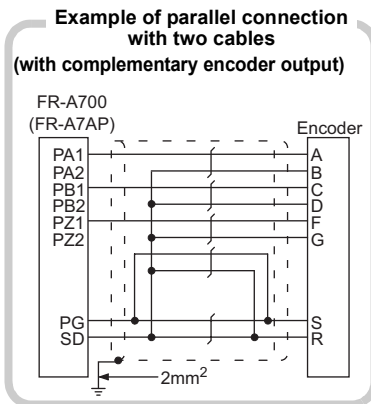 Example of parallel connection
with two cables
(with complementary encoder output)
FR-A700
(FR-A7AP)
Encoder
PA1
A
PA2
B
PB1
C
PB2
D
PZ1
F
PZ2
G
PG
S
SD
R
2mm²